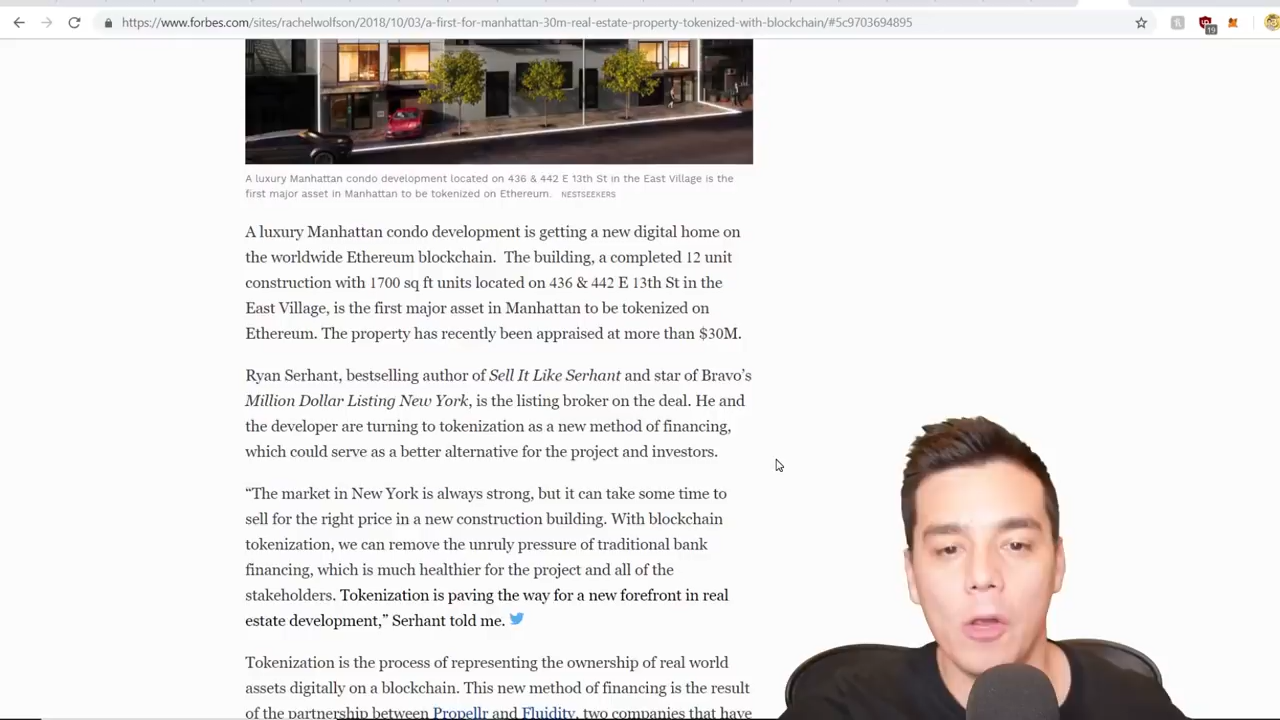 https://www.forbes.com/sites/rachelwolfson/2018/10/03/a-first-for-manhattan-30m-real-estate-property-tokenized-with-blockchain/#5c9703694895
19
A luxury Manhattan condo development located on 436 & 442 E 13th St in the East Village is the
first major asset in Manhattan to be tokenized on Ethereum. NESTSEEKERS
A luxury Manhattan condo development is getting a new digital home on
the worldwide Ethereum blockchain. The building, a completed 12 unit
construction with 1700 sq ft units located on 436 & 442 E 13th St in the
East Village, is the first major asset in Manhattan to be tokenized on
Ethereum. The property has recently been appraised at more than $30M.
Ryan Serhant, bestselling author of Sell It Like Serhant and star of Bravo’s
Million Dollar Listing New York, is the listing broker on the deal. He and
the developer are turning to tokenization as a new method of financing,
which could serve as a better alternative for the project and investors.
“The market in New York is always strong, but it can take some time to
sell for the right price in a new construction building. With blockchain
tokenization, we can remove the unruly pressure of traditional bank
financing, which is much healthier for the project and all of the
stakeholders. Tokenization is paving the way for a new forefront in real
estate development,” Serhant told me.
Tokenization is the process of representing the ownership of real world
assets digitally on a blockchain. This new method of financing is the result
of the partnership between Propellr and Fluidity, two companies that have